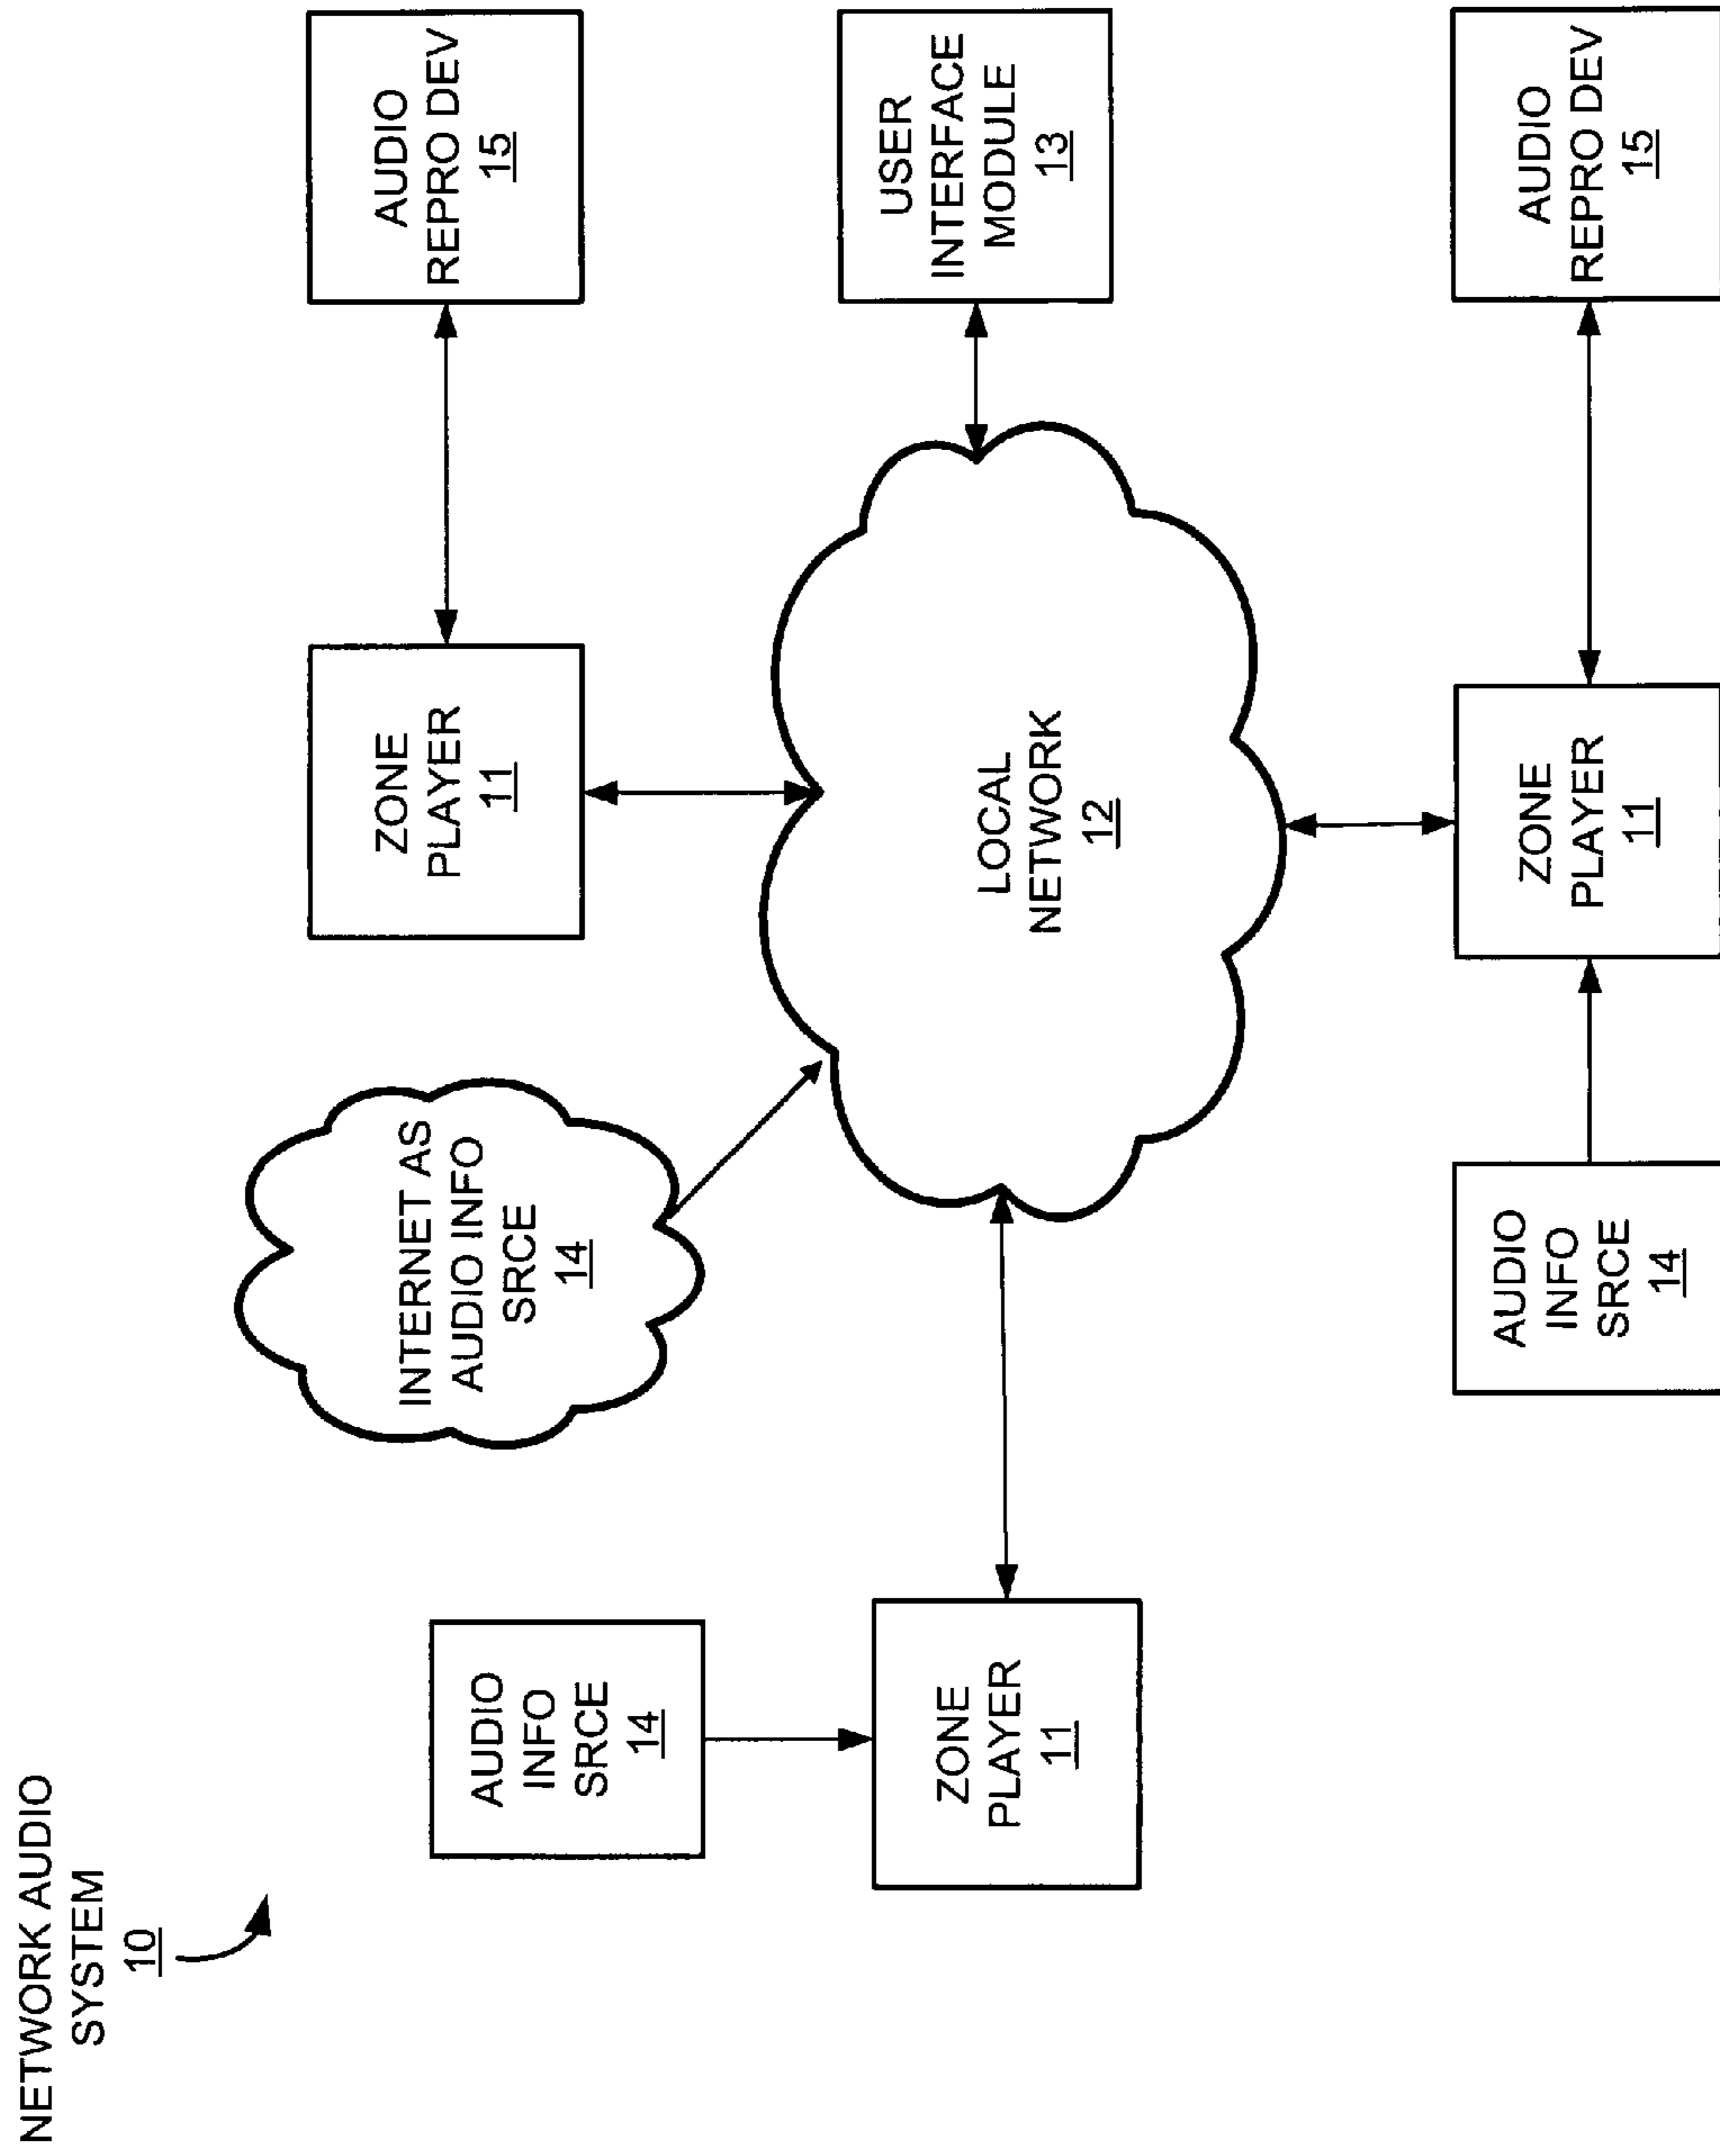 NETWORK AUDIO
SYSTEM
10
AUDIO
INFO
SRCE
14
ZONE
PLAYER
11
INTERNET AS
AUDIO INFO
SRCE
14
ZONE
PLAYER
11
AUDIO
REPRO DEV
15
LOCAL
NETWORK
12
USER
INTERFACE
MODULE
13
AUDIO
INFO
SRCE
14
ZONE
PLAYER
11
AUDIO
REPRO DEV
15